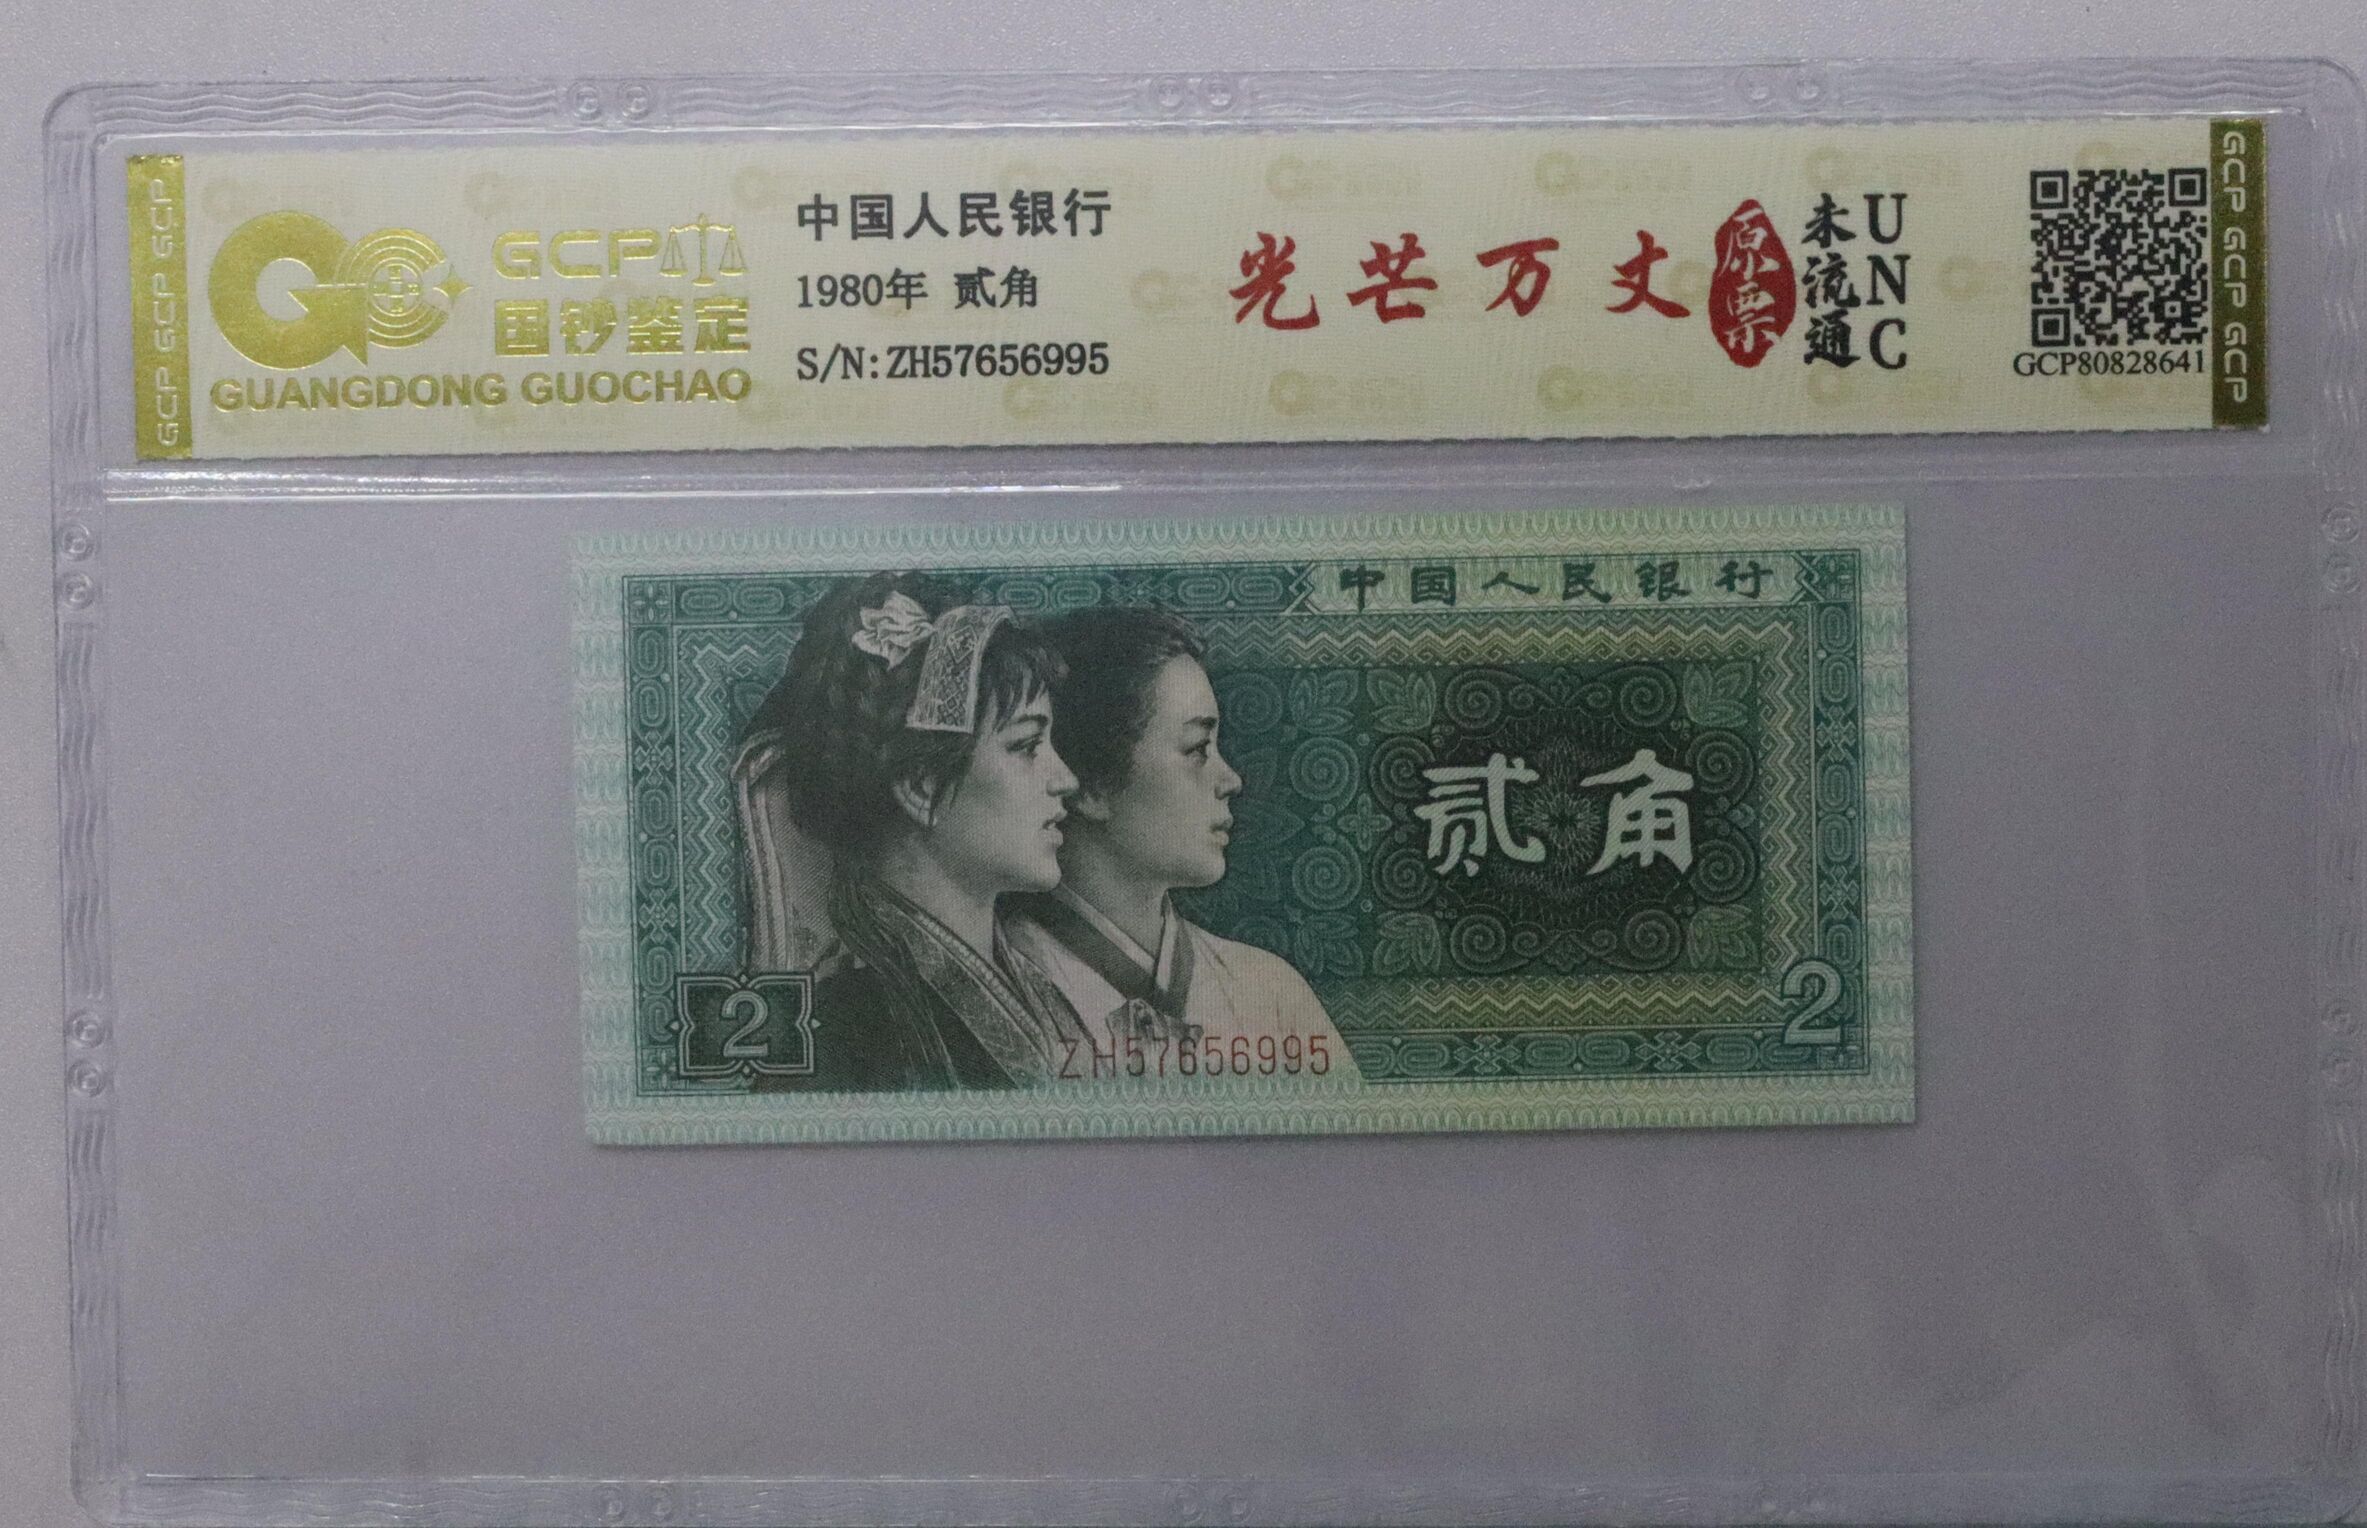 GCP GCP GCP
GCP
国钞鉴定
GUANGDONG GUOCHAO
中国人民银行
1980年 贰角
S/N:ZH57656995
光芒万丈
原票
未流通
UNC
GCP80828641
GCP GCP GCP
中国人民银行
贰角
2
2
ZH57656995